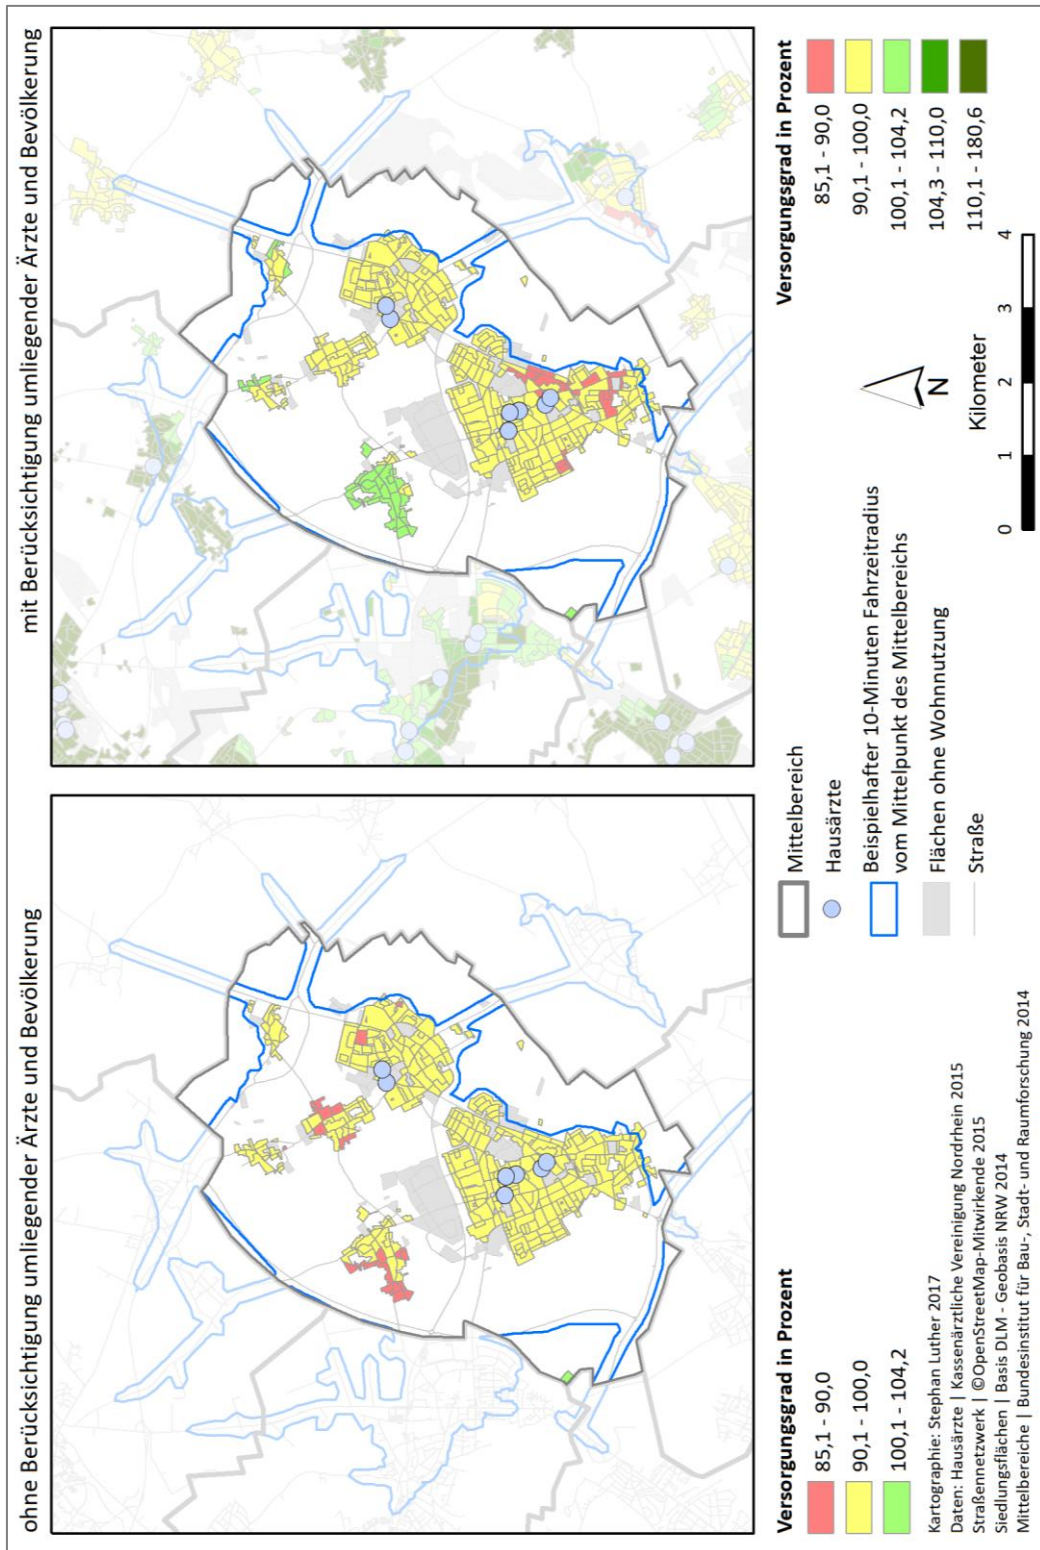 ohne Berücksichtigung umliegender Ärzte und Bevölkerung
mit Berücksichtigung umliegender Ärzte und Bevölkerung
Versorgungsgrad in Prozent
85,1 - 90,0
90,1 - 100,0
100,1 - 104,2
Kartographie: Stephan Luther 2017
Daten: Hausärzte | Kassenärztliche Vereinigung Nordrhein 2015
Straßennetzwerk | ©OpenStreetMap-Mitwirkende 2015
Siedlungsflächen | Basis DLM - Geobasis NRW 2014
Mittelbereiche | Bundesinstitut für Bau-, Stadt- und Raumforschung 2014
Mittelbereich
Hausärzte
Beispielhafter 10-Minuten Fahrzeitradius
vom Mittelpunkt des Mittelbereichs
Flächen ohne Wohnnutzung
Straße
N
Kilometer
0 1 2 3 4
Versorgungsgrad in Prozent
85,1 - 90,0
90,1 - 100,0
100,1 - 104,2
104,3 - 110,0
110,1 - 180,6